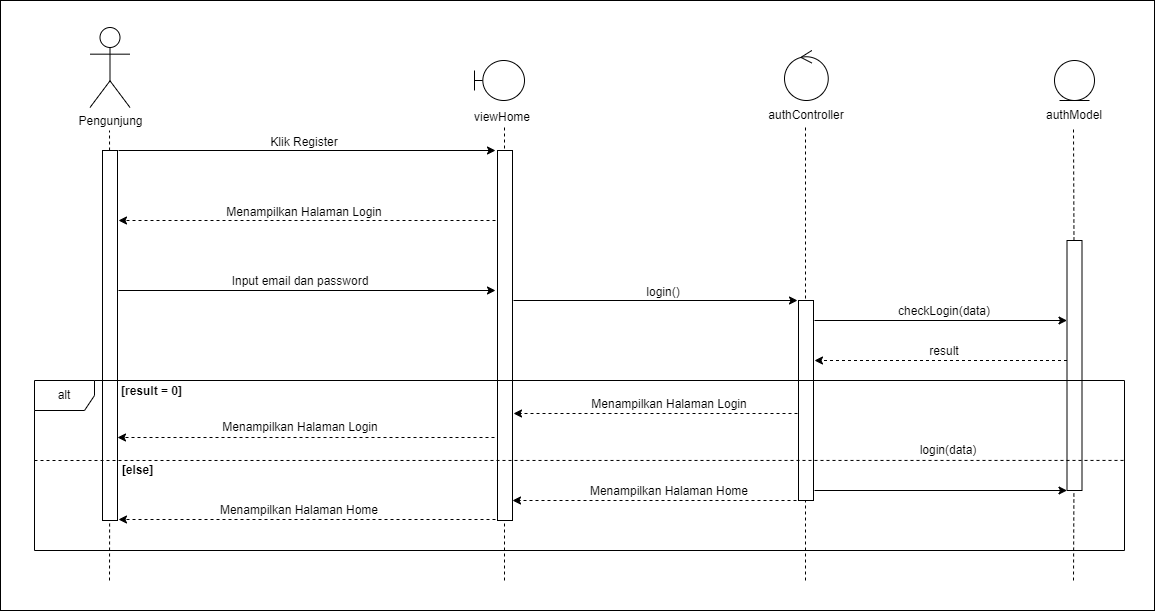 Pengunjung
viewHome
authController
authModel
Klik Register
Menampilkan Halaman Login
Input email dan password
login()
checkLogin(data)
result
alt
[result = 0]
Menampilkan Halaman Login
Menampilkan Halaman Login
login(data)
[else]
Menampilkan Halaman Home
Menampilkan Halaman Home